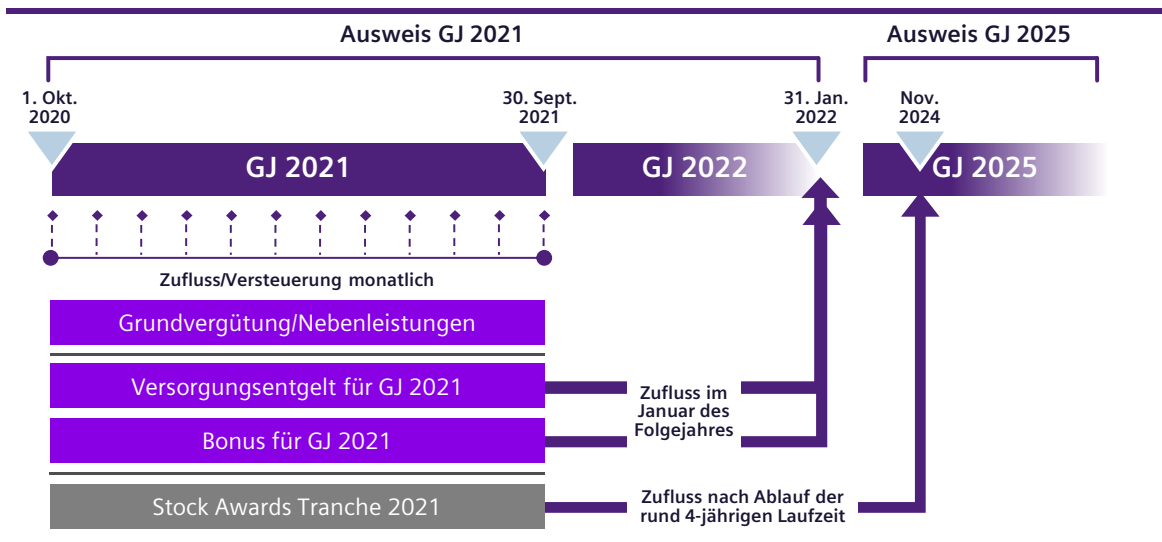 Ausweis GJ 2021
Ausweis GJ 2025
1. Okt.
2020
30. Sept.
2021
31. Jan.
2022
Nov.
2024
GJ 2021
GJ 2022
GJ 2025
Zufluss/Versteuerung monatlich
Grundvergütung/Nebenleistungen
Versorgungsentgelt für GJ 2021
Zufluss im
Januar des
Folgejahres
Bonus für GJ 2021
Stock Awards Tranche 2021
Zufluss nach Ablauf der
rund 4-jährigen Laufzeit